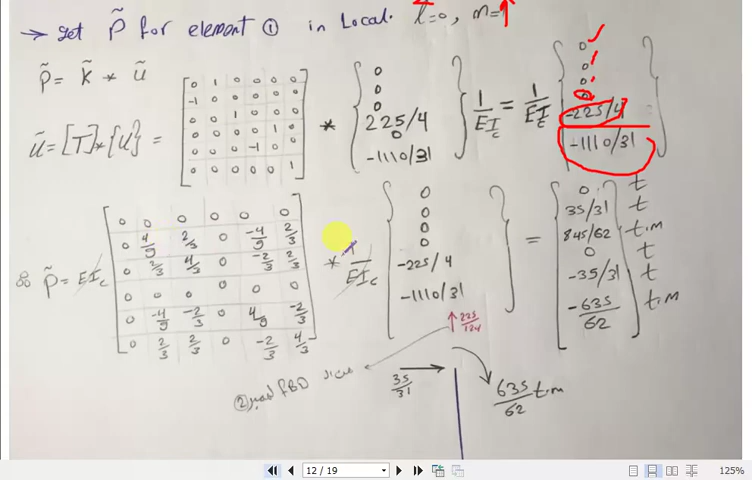 → get P̃ for element ① in Local. l=0, m=1
P̃ = K̃ * ũ
ũ = [T]*{U} = [0 1 0 0 0 0; -1 0 0 0 0 0; 0 0 1 0 0 0; 0 0 0 0 1 0; 0 0 0 -1 0 0; 0 0 0 0 0 1] * {0; 0; 0; 225/4; 0; -1110/31} 1/EIc = 1/EIc {0; 0; 0; 0; -225/4; -1110/31}
∴ P̃ = EIc [0 0 0 0 0 0; 0 4/9 2/3 0 -4/9 2/3; 0 2/3 4/3 0 -2/3 2/3; 0 0 0 0 0 0; 0 -4/9 -2/3 0 4/9 -2/3; 0 2/3 2/3 0 -2/3 4/3] * 1/EIc {0; 0; 0; 0; -225/4; -1110/31} = {0; 35/31; 845/62; 0; -35/31; -635/62} t t t.m t t t.m
↑ 225/124
② FBD
35/31 →
635/62 t.m
12 / 19
125%